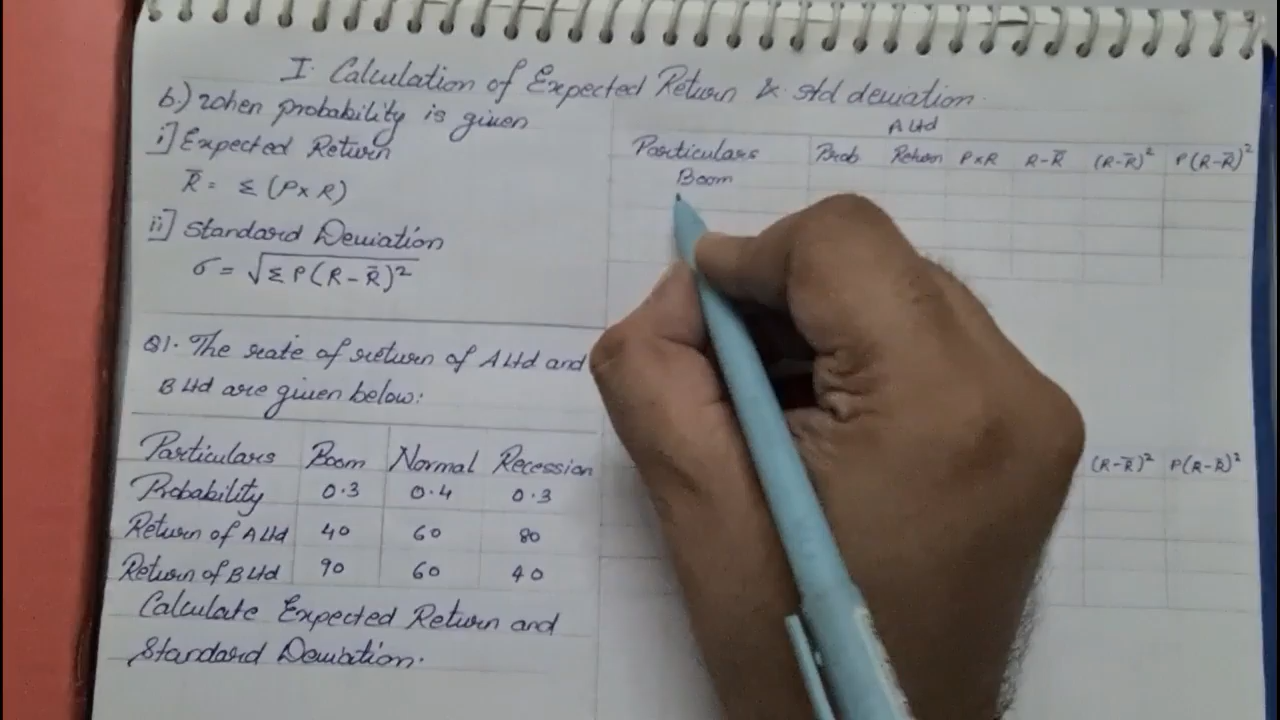 I. Calculation of Expected Return & std deviation.
b.) When probability is given
i] Expected Return
R̄ = Σ (P×R)
ii] Standard Deviation
σ = √Σ P(R-R̄)²
Q1. The rate of return of A Ltd and
B Ltd are given below:
Particulars Boom Normal Recession
Probability 0.3 0.4 0.3
Return of A Ltd 40 60 80
Return of B Ltd 90 60 40
Calculate Expected Return and
Standard Deviation.
A Ltd
Particulars Prob Return P×R R-R̄ (R-R̄)² P(R-R̄)²
Boom
(R-R̄)² P(R-R̄)²